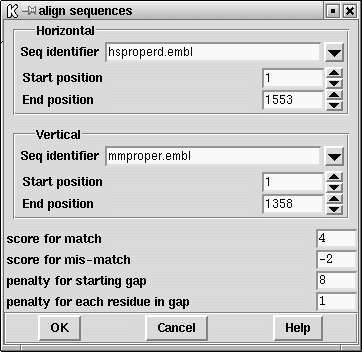 K align sequences
Horizontal
Seq identifier hsproperd.embl
Start position 1
End position 1553
Vertical
Seq identifier mmproper.embl
Start position 1
End position 1358
score for match 4
score for mis-match -2
penalty for starting gap 8
penalty for each residue in gap 1
OK Cancel Help